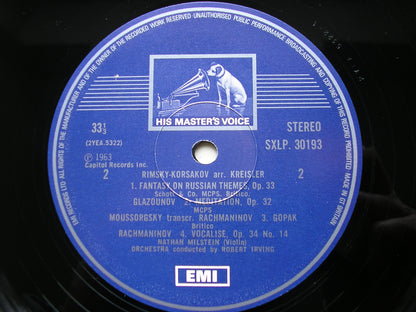 EMI RECORDS LTD ALL RIGHTS OF THE MANUFACTURER AND OF THE OWNER OF THE RECORDED WORK RESERVED UNAUTHORISED PUBLIC PERFORMANCE BROADCASTING AND COPYING OF THIS RECORD PROHIBITED MADE IN GT BRITAIN
HIS MASTER'S VOICE
33⅓
STEREO
(2YEA.5322)
SXLP. 30193
℗ 1963
Capitol Records Inc.
2
2
RIMSKY-KORSAKOV arr. KREISLER
1. FANTASY ON RUSSIAN THEMES, Op. 33
Schott & Co. MCPS, Britico.
GLAZOUNOV 2. MEDITATION, Op. 32
MCPS
MOUSSORGSKY transcr. RACHMANINOV 3. GOPAK
Britico
RACHMANINOV 4. VOCALISE, Op. 34 No. 14
NATHAN MILSTEIN (Violin)
ORCHESTRA conducted by ROBERT IRVING
EMI